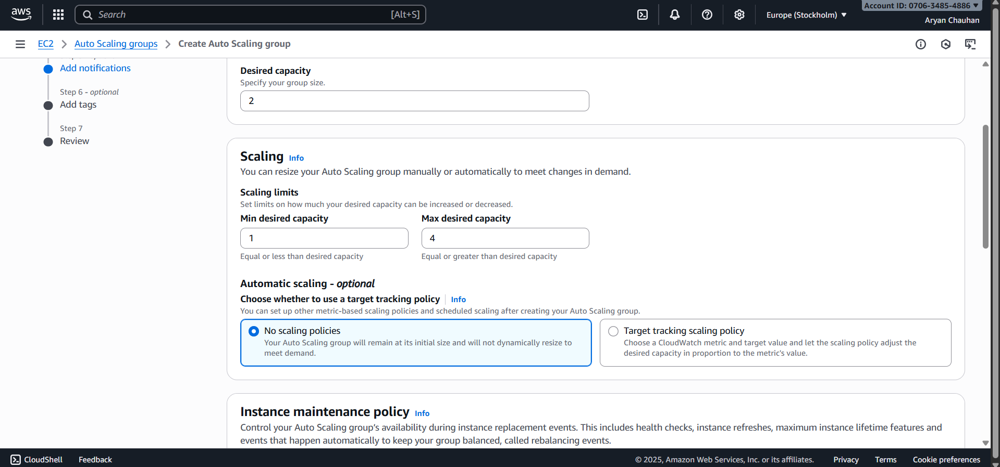 aws
Search
[Alt+S]
Europe (Stockholm)
Account ID: 0706-3485-4886
Aryan Chauhan
EC2
Auto Scaling groups
Create Auto Scaling group
Add notifications
Step 6 - optional
Add tags
Step 7
Review
Desired capacity
Specify your group size.
2
Scaling Info
You can resize your Auto Scaling group manually or automatically to meet changes in demand.
Scaling limits
Set limits on how much your desired capacity can be increased or decreased.
Min desired capacity
1
Equal or less than desired capacity
Max desired capacity
4
Equal or greater than desired capacity
Automatic scaling - optional
Choose whether to use a target tracking policy Info
You can set up other metric-based scaling policies and scheduled scaling after creating your Auto Scaling group.
No scaling policies
Your Auto Scaling group will remain at its initial size and will not dynamically resize to
meet demand.
Target tracking scaling policy
Choose a CloudWatch metric and target value and let the scaling policy adjust the
desired capacity in proportion to the metric's value.
Instance maintenance policy Info
Control your Auto Scaling group's availability during instance replacement events. This includes health checks, instance refreshes, maximum instance lifetime features and
events that happen automatically to keep your group balanced, called rebalancing events.
CloudShell
Feedback
© 2025, Amazon Web Services, Inc. or its affiliates.
Privacy
Terms
Cookie preferences